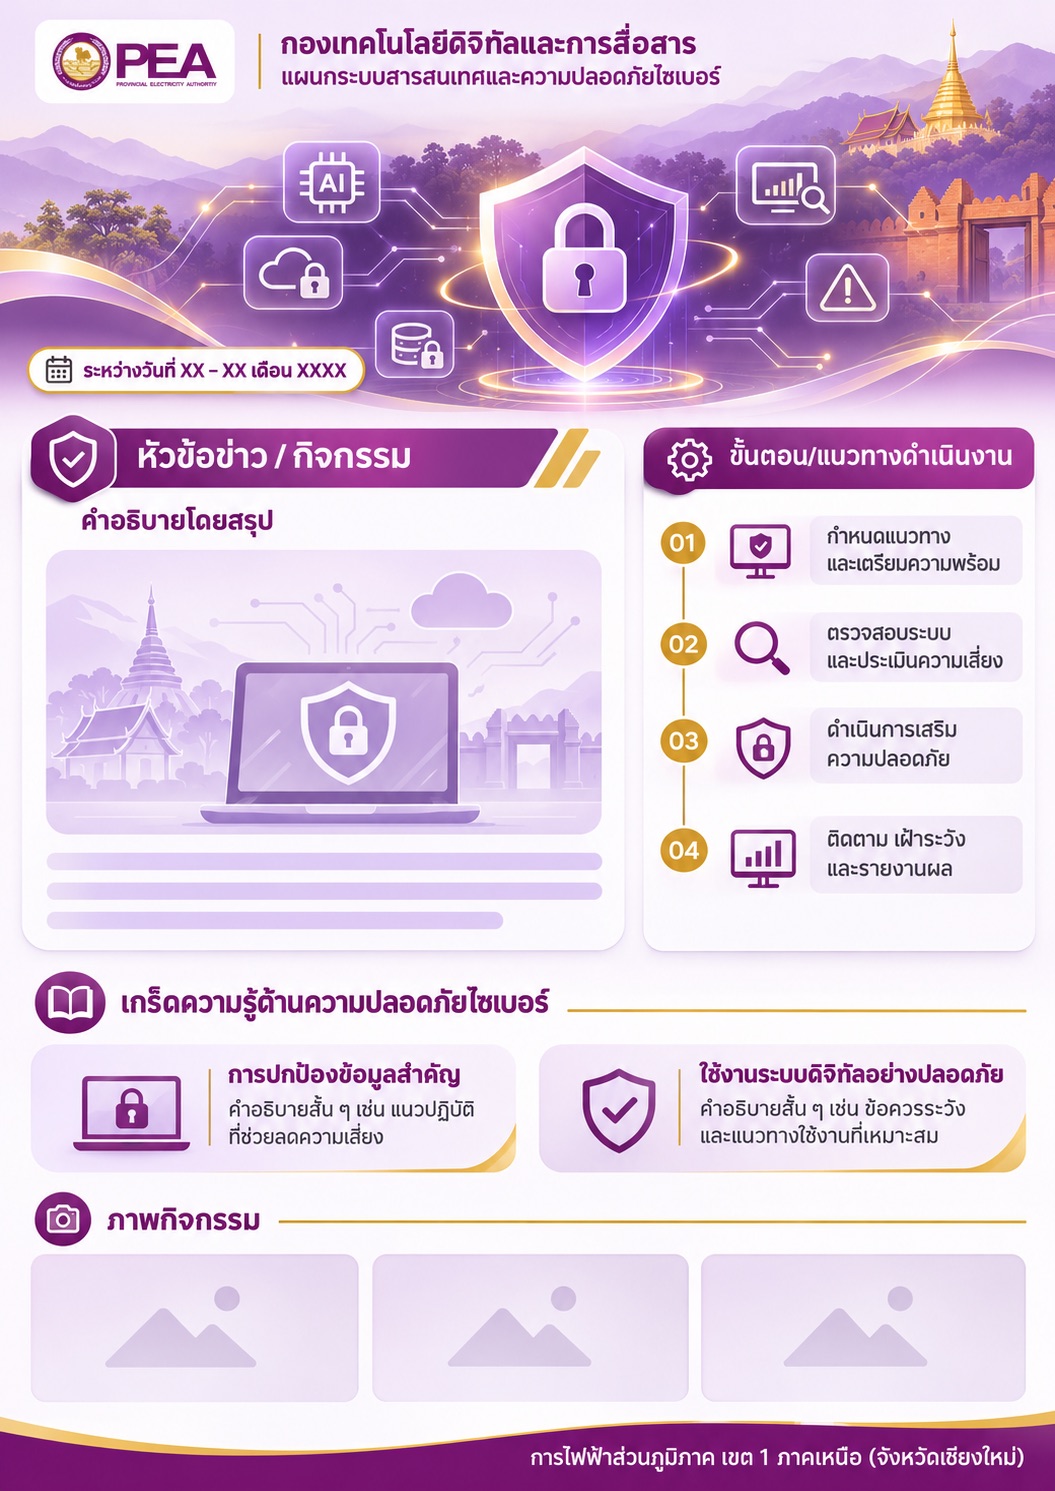 PEA
PROVINCIAL ELECTRICITY AUTHORITY
กองเทคโนโลยีดิจิทัลและการสื่อสาร
แผนกระบบสารสนเทศและความปลอดภัยไซเบอร์
AI
ระหว่างวันที่ XX - XX เดือน XXXX
หัวข้อข่าว / กิจกรรม
คำอธิบายโดยสรุป
ขั้นตอน/แนวทางดำเนินงาน
01
กำหนดแนวทาง
และเตรียมความพร้อม
02
ตรวจสอบระบบ
และประเมินความเสี่ยง
03
ดำเนินการเสริม
ความปลอดภัย
04
ติดตาม เฝ้าระวัง
และรายงานผล
เกร็ดความรู้ด้านความปลอดภัยไซเบอร์
การปกป้องข้อมูลสำคัญ
คำอธิบายสั้น ๆ เช่น แนวปฏิบัติ
ที่ช่วยลดความเสี่ยง
ใช้งานระบบดิจิทัลอย่างปลอดภัย
คำอธิบายสั้น ๆ เช่น ข้อควรระวัง
และแนวทางใช้งานที่เหมาะสม
ภาพกิจกรรม
การไฟฟ้าส่วนภูมิภาค เขต 1 ภาคเหนือ (จังหวัดเชียงใหม่)